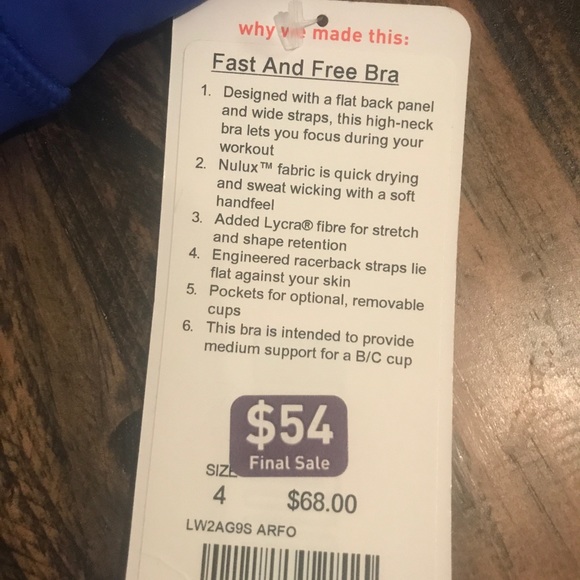 why we made this:
Fast And Free Bra
1. Designed with a flat back panel
and wide straps, this high-neck
bra lets you focus during your
workout
2. Nulux™ fabric is quick drying
and sweat wicking with a soft
handfeel
3. Added Lycra® fibre for stretch
and shape retention
4. Engineered racerback straps lie
flat against your skin
5. Pockets for optional, removable
cups
6. This bra is intended to provide
medium support for a B/C cup
$54
Final Sale
SIZE
4 $68.00
LW2AG9S ARFO